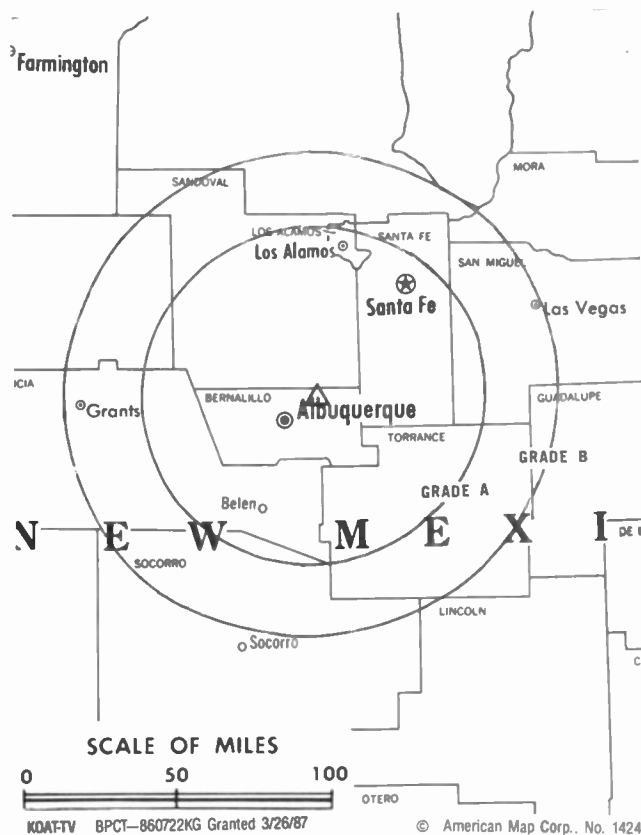 Farmington
SANDOVAL
MORA
LOS ALAMOS
SANTA FE
Los Alamos
SAN MIGUEL
Santa Fe
Las Vegas
CIA
Grants
BERNALILLO
Albuquerque
GUADALUPE
TORRANCE
GRADE B
GRADE A
Belen
N E W M E X I
DE B
SOCORRO
LINCOLN
Socorro
C
SCALE OF MILES
0 50 100
OTERO
KOAT-TV BPCT—860722KG Granted 3/26/87
© American Map Corp., No. 1424